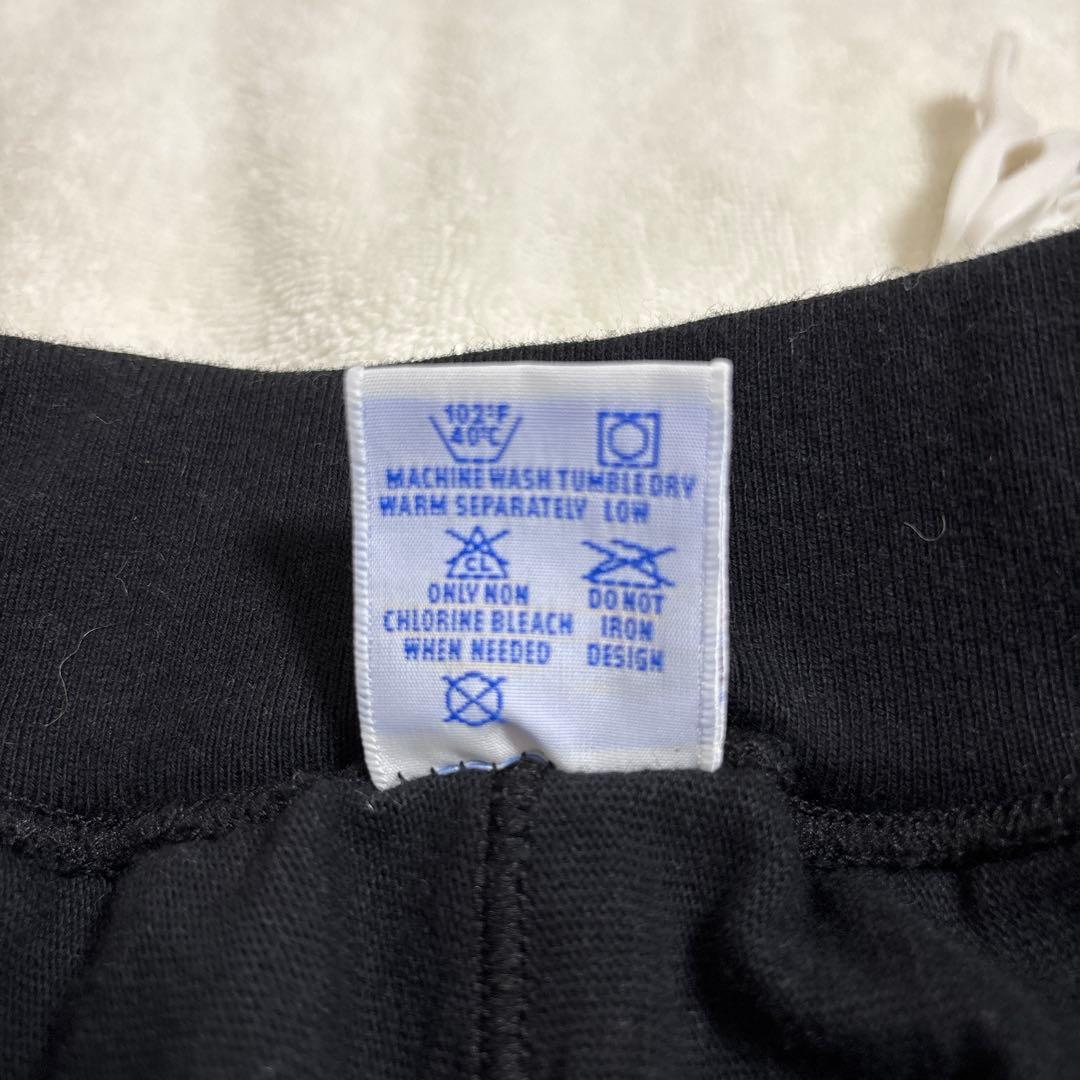 102°F
40°C
MACHINE WASH TUMBLE DRY
WARM SEPARATELY LOW
CL
ONLY NON DO NOT
CHLORINE BLEACH IRON
WHEN NEEDED DESIGN